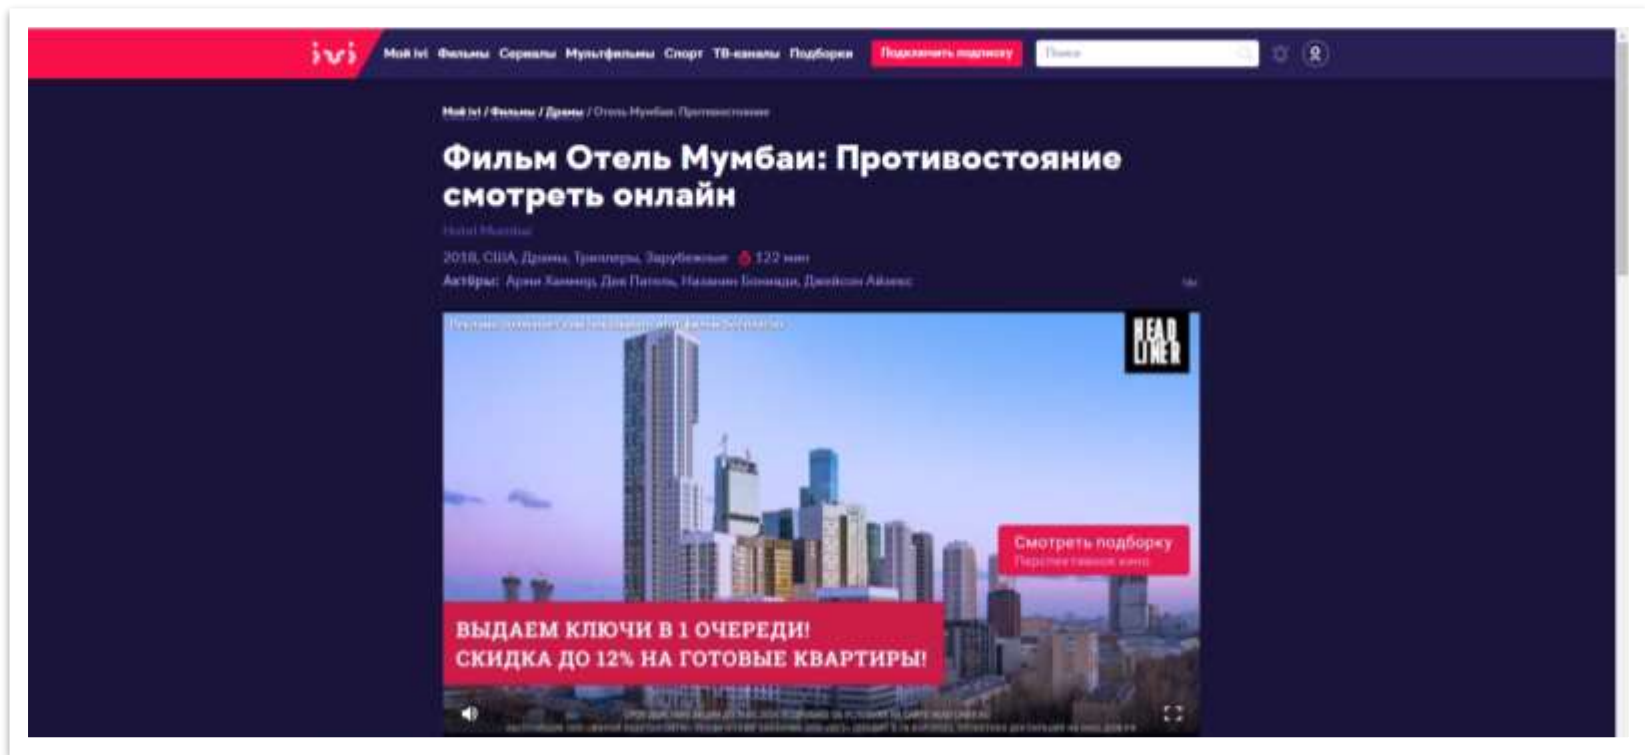 ivi
Мой ivi Фильмы Сериалы Мультфильмы Спорт ТВ-каналы Подборки Подключить подписку Поиск
Мой ivi / Фильмы / Драмы / Отель Мумбаи: Противостояние
Фильм Отель Мумбаи: Противостояние
смотреть онлайн
Hotel Mumbai
2018, США, Драмы, Триллеры, Зарубежные 122 мин
Актёры: Арми Хаммер, Дев Патель, Назанин Бониади, Джейсон Айзекс
HEAD
LINER
Смотреть подборку
Перспективное кино
ВЫДАЕМ КЛЮЧИ В 1 ОЧЕРЕДИ!
СКИДКА ДО 12% НА ГОТОВЫЕ КВАРТИРЫ!